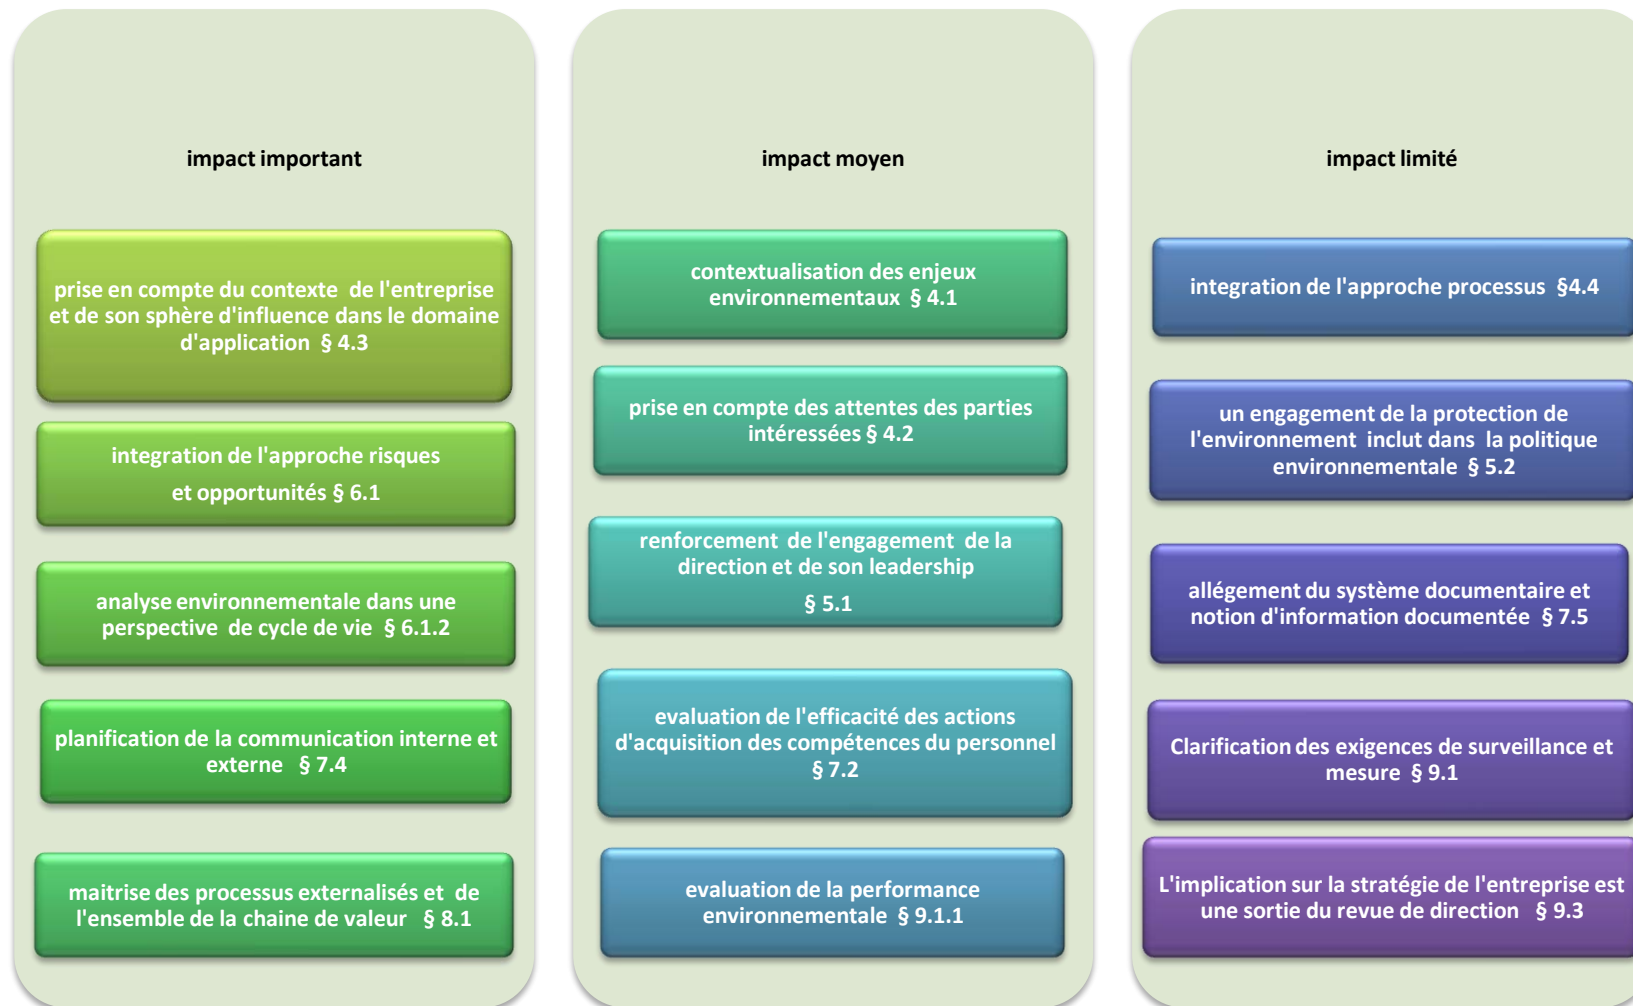 impact important
prise en compte du contexte de l'entreprise
et de son sphère d'influence dans le domaine
d'application § 4.3
integration de l'approche risques
et opportunités § 6.1
analyse environnementale dans une
perspective de cycle de vie § 6.1.2
planification de la communication interne et
externe § 7.4
maitrise des processus externalisés et de
l'ensemble de la chaine de valeur § 8.1
impact moyen
contextualisation des enjeux
environnementaux § 4.1
prise en compte des attentes des parties
intéressées § 4.2
renforcement de l'engagement de la
direction et de son leadership
§ 5.1
evaluation de l'efficacité des actions
d'acquisition des compétences du personnel
§ 7.2
evaluation de la performance
environnementale § 9.1.1
impact limité
integration de l'approche processus §4.4
un engagement de la protection de
l'environnement inclut dans la politique
environnementale § 5.2
allégement du système documentaire et
notion d'information documentée § 7.5
Clarification des exigences de surveillance et
mesure § 9.1
L'implication sur la stratégie de l'entreprise est
une sortie du revue de direction § 9.3